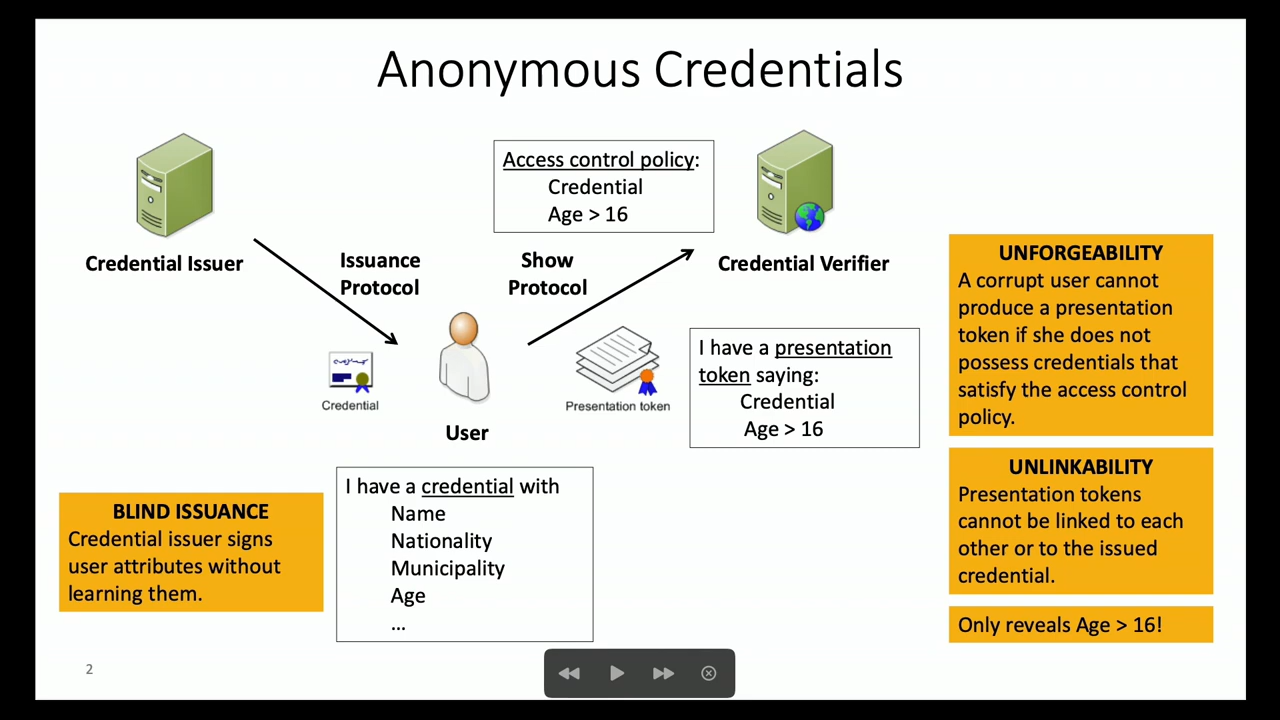 Anonymous Credentials
Access control policy:
Credential
Age > 16
Credential Issuer
Issuance
Protocol
Show
Protocol
Credential Verifier
Credential
User
Presentation token
I have a presentation
token saying:
Credential
Age > 16
UNFORGEABILITY
A corrupt user cannot
produce a presentation
token if she does not
possess credentials that
satisfy the access control
policy.
UNLINKABILITY
Presentation tokens
cannot be linked to each
other or to the issued
credential.
Only reveals Age > 16!
BLIND ISSUANCE
Credential issuer signs
user attributes without
learning them.
I have a credential with
Name
Nationality
Municipality
Age
...
2